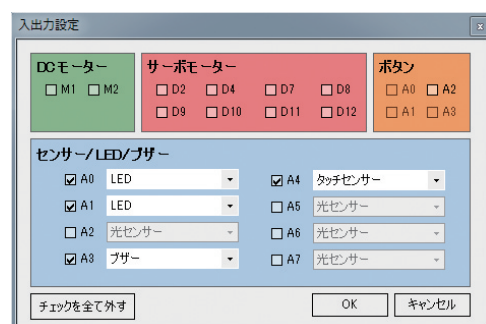 入出力設定
DCモーター
M1 M2
サーボモーター
D2 D4 D7 D8
D9 D10 D11 D12
ボタン
A0 A2
A1 A3
センサー/LED/ブザー
A0 LED
A1 LED
A2 光センサー
A3 ブザー
A4 タッチセンサー
A5 光センサー
A6 光センサー
A7 光センサー
チェックを全て外す
OK
キャンセル